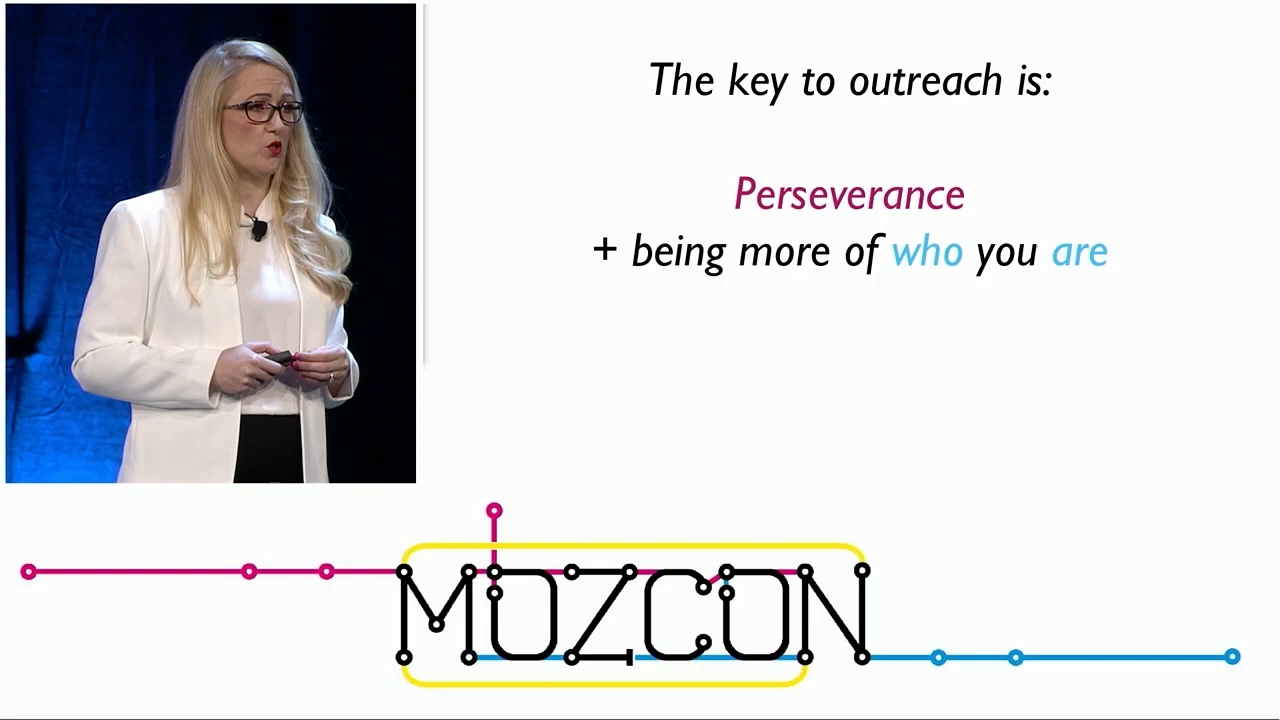 The key to outreach is:
Perseverance
+ being more of who you are
MOZCON